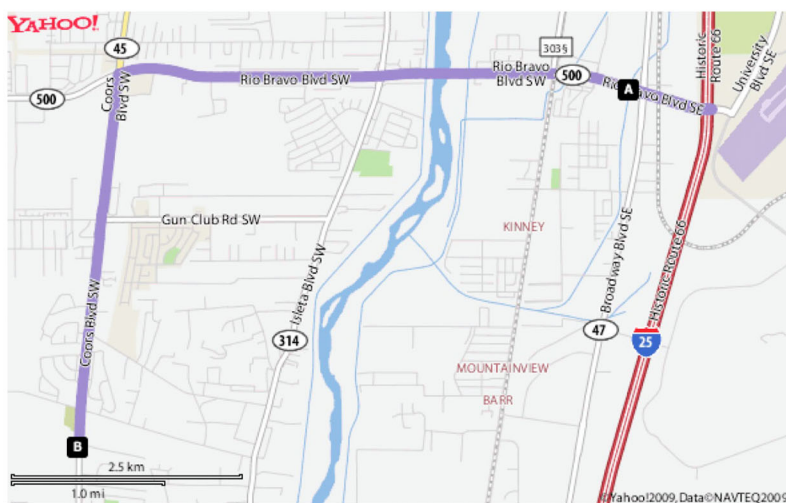 YAHOO!
45
303§
Historic
Route 66
University
Blvd SE
Coors
Blvd SW
Rio Bravo Blvd SW
Rio Bravo
Blvd SW
500
500
A
Rio Bravo Blvd SE
Gun Club Rd SW
KINNEY
Isleta Blvd SW
Broadway Blvd SE
Historic Route 66
Coors Blvd SW
314
47
25
MOUNTAINVIEW
BARR
B
2.5 km
1.0 mi
©Yahoo!2009, Data©NAVTEQ2009